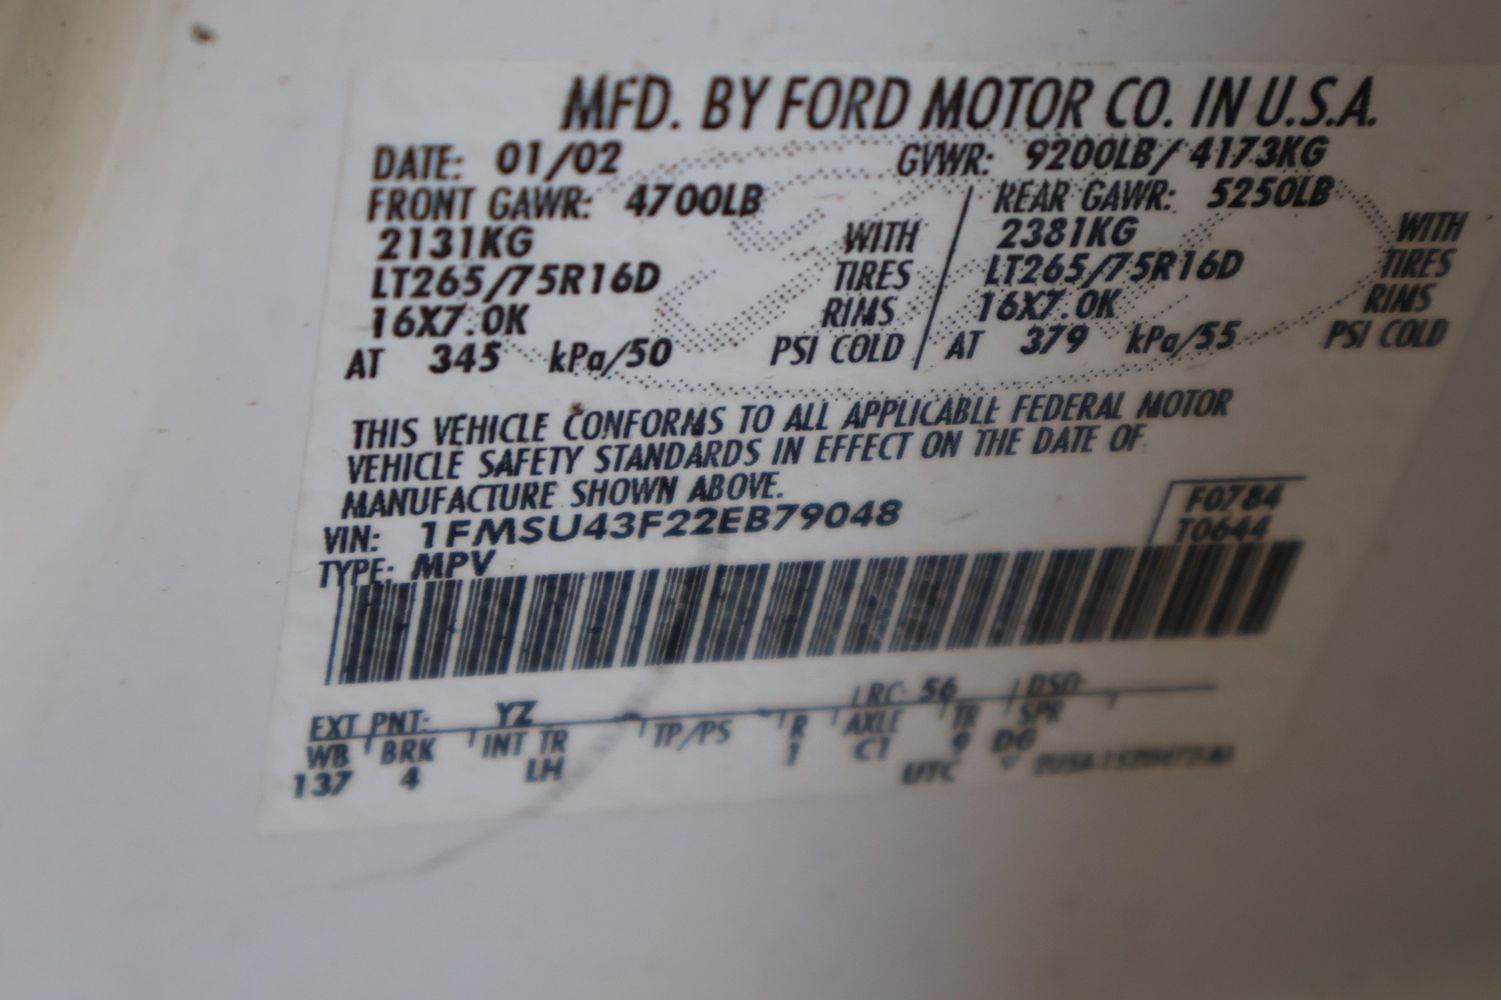 MFD. BY FORD MOTOR CO. IN U.S.A.
DATE: 01/02 GVWR: 9200LB/ 4173KG
FRONT GAWR: 4700LB REAR GAWR: 5250LB
2131KG WITH 2381KG WITH
LT265/75R16D TIRES LT265/75R16D TIRES
16X7.0K RIMS 16X7.0K RIMS
AT 345 kPa/50 PSI COLD AT 379 kPa/55 PSI COLD
THIS VEHICLE CONFORMS TO ALL APPLICABLE FEDERAL MOTOR
VEHICLE SAFETY STANDARDS IN EFFECT ON THE DATE OF
MANUFACTURE SHOWN ABOVE.
VIN: 1FMSU43F22EB79048 F0784
TYPE: MPV T0644
EXT PNT: YZ RC: 56 DSO:
WB BRK INT TR TP/PS R AXLE TR SPR
137 4 LH 1 C1 9 DG
UTC